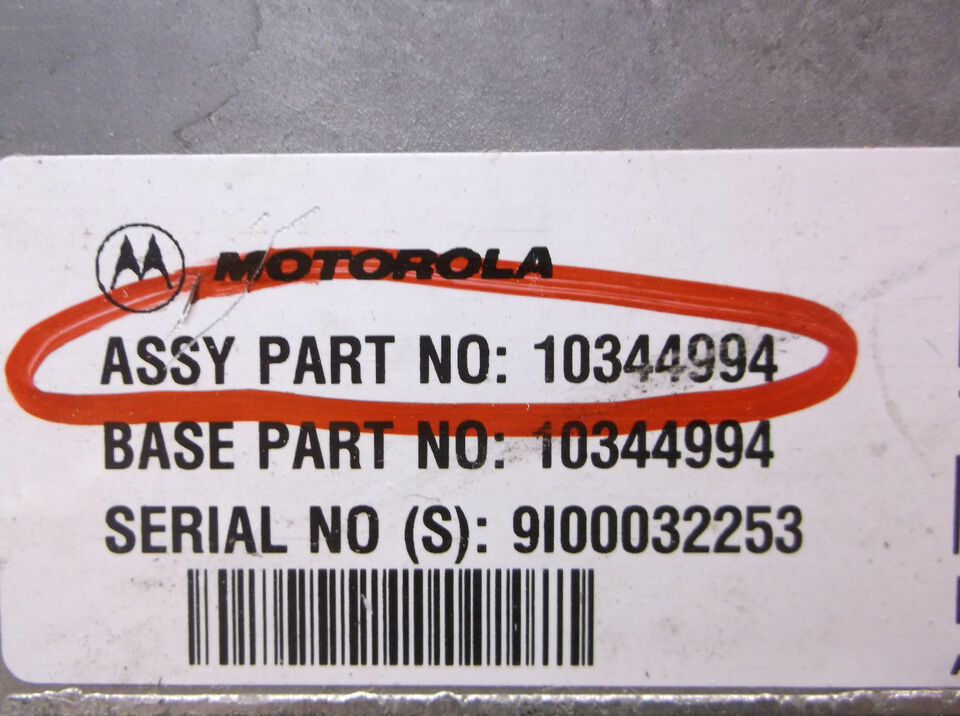 MOTOROLA
ASSY PART NO: 10344994
BASE PART NO: 10344994
SERIAL NO (S): 9I00032253